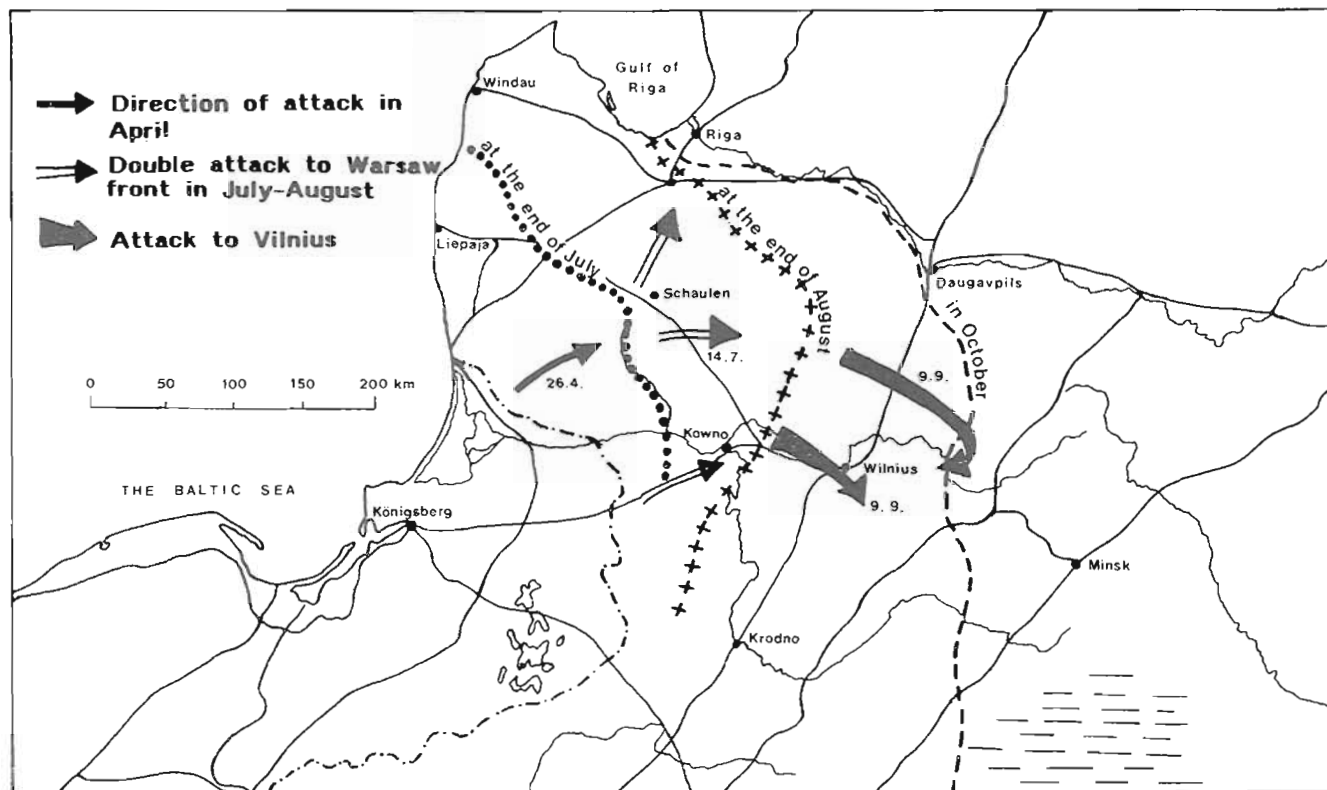 Direction of attack in
April
Double attack to Warsaw
front in July-August
Attack to Vilnius
Gulf of
Riga
Windau
Riga
at the end of July
at the end of August
Liepaja
Schaulen
Daugavpils
in October
14.7.
26.4.
9.9.
0 50 100 150 200 km
Kowno
Wilnius
9.9.
THE BALTIC SEA
Königsberg
Minsk
Krodno